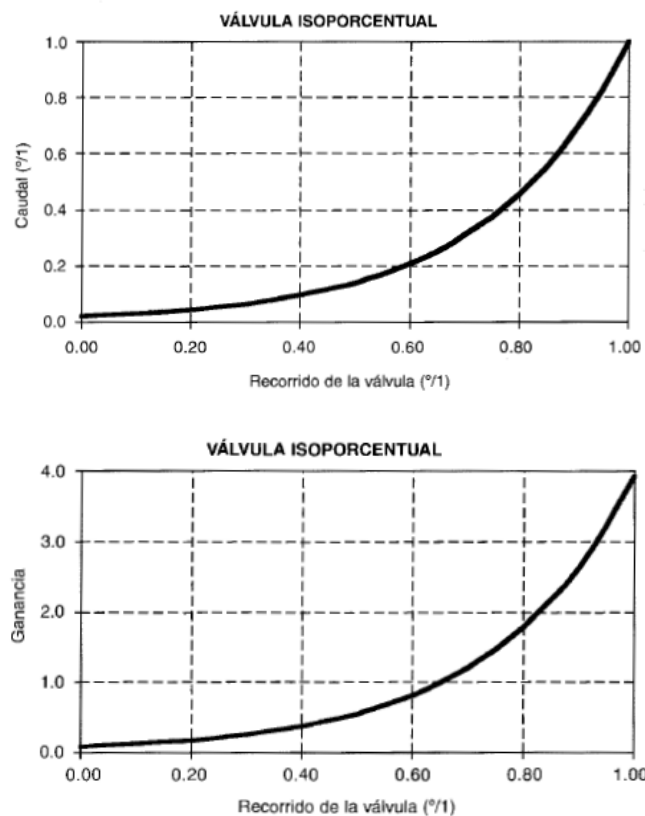 VÁLVULA ISOPORCENTUAL
1.0
0.8
0.6
0.4
0.2
0.0
Caudal (º/1)
0.00 0.20 0.40 0.60 0.80 1.00
Recorrido de la válvula (º/1)
VÁLVULA ISOPORCENTUAL
4.0
3.0
2.0
1.0
0.0
Ganancia
0.00 0.20 0.40 0.60 0.80 1.00
Recorrido de la válvula (º/1)